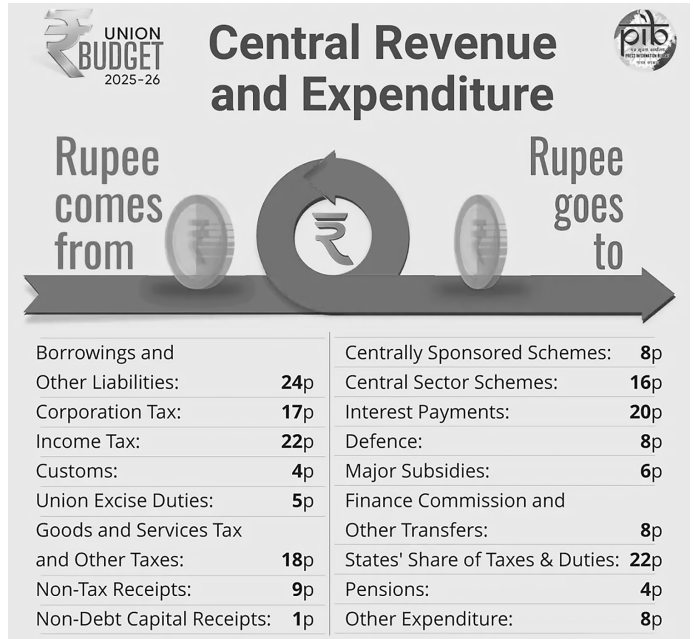 UNION
BUDGET
2025-26
pib
PRESS INFORMATION BUREAU
Central Revenue
and Expenditure
Rupee
comes
from
₹
Rupee
goes
to
Borrowings and
Other Liabilities: 24p
Corporation Tax: 17p
Income Tax: 22p
Customs: 4p
Union Excise Duties: 5p
Goods and Services Tax
and Other Taxes: 18p
Non-Tax Receipts: 9p
Non-Debt Capital Receipts: 1p
Centrally Sponsored Schemes: 8p
Central Sector Schemes: 16p
Interest Payments: 20p
Defence: 8p
Major Subsidies: 6p
Finance Commission and
Other Transfers: 8p
States' Share of Taxes & Duties: 22p
Pensions: 4p
Other Expenditure: 8p